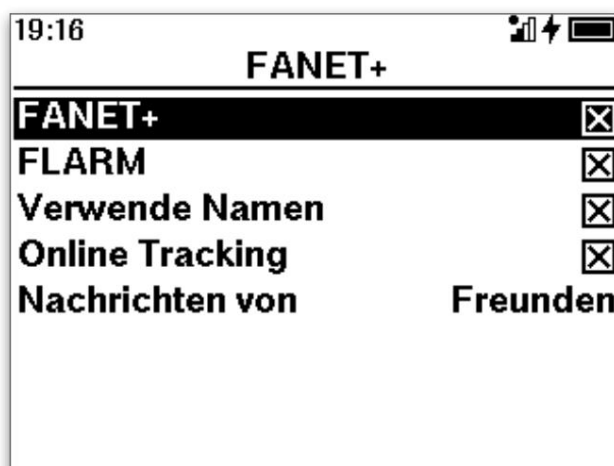 19:16
FANET+
FANET+
FLARM
Verwende Namen
Online Tracking
Nachrichten von Freunden